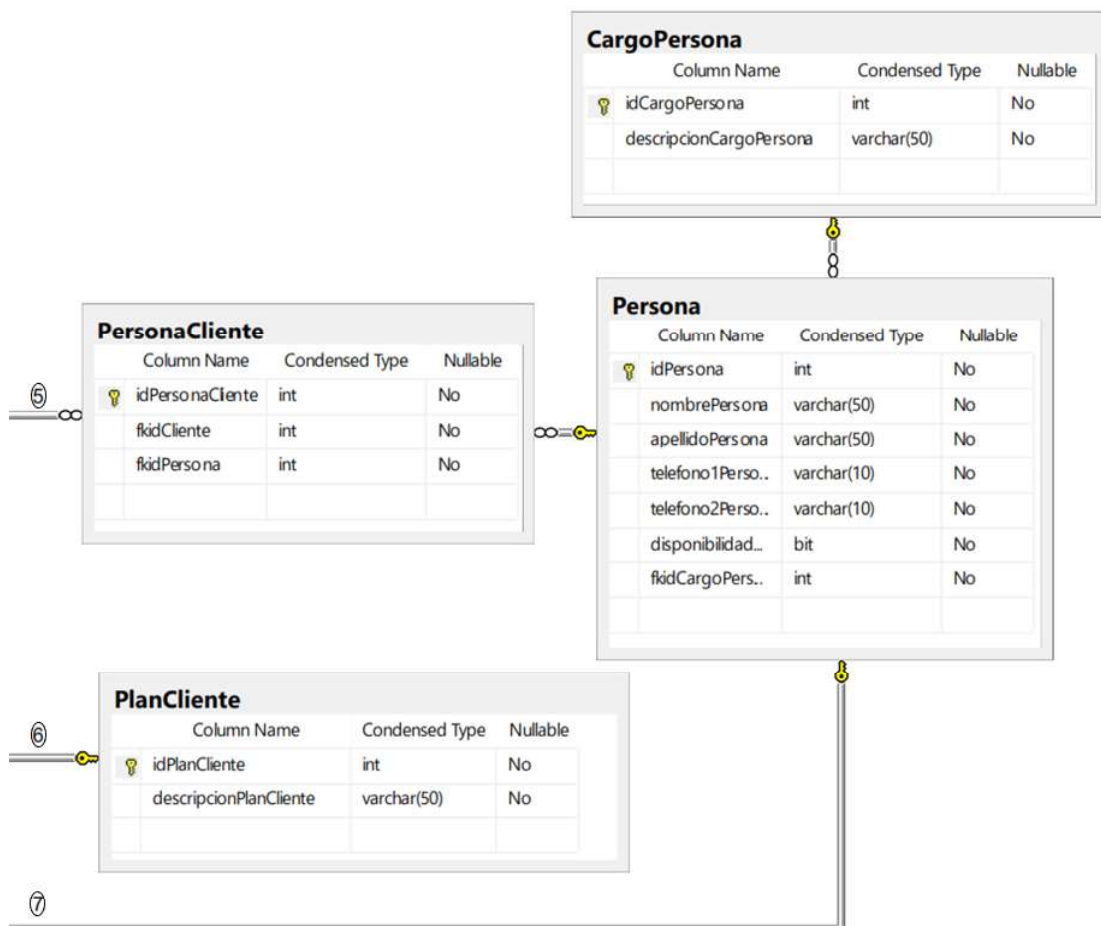 CargoPersona
Column Name Condensed Type Nullable
idCargoPersona int No
descripcionCargoPersona varchar(50) No
PersonaCliente
Column Name Condensed Type Nullable
idPersonaCliente int No
fkidCliente int No
fkidPersona int No
Persona
Column Name Condensed Type Nullable
idPersona int No
nombrePersona varchar(50) No
apellidoPersona varchar(50) No
telefono1Perso.. varchar(10) No
telefono2Perso.. varchar(10) No
disponibilidad... bit No
fkidCargoPers.. int No
⑤
PlanCliente
Column Name Condensed Type Nullable
idPlanCliente int No
descripcionPlanCliente varchar(50) No
⑥
⑦